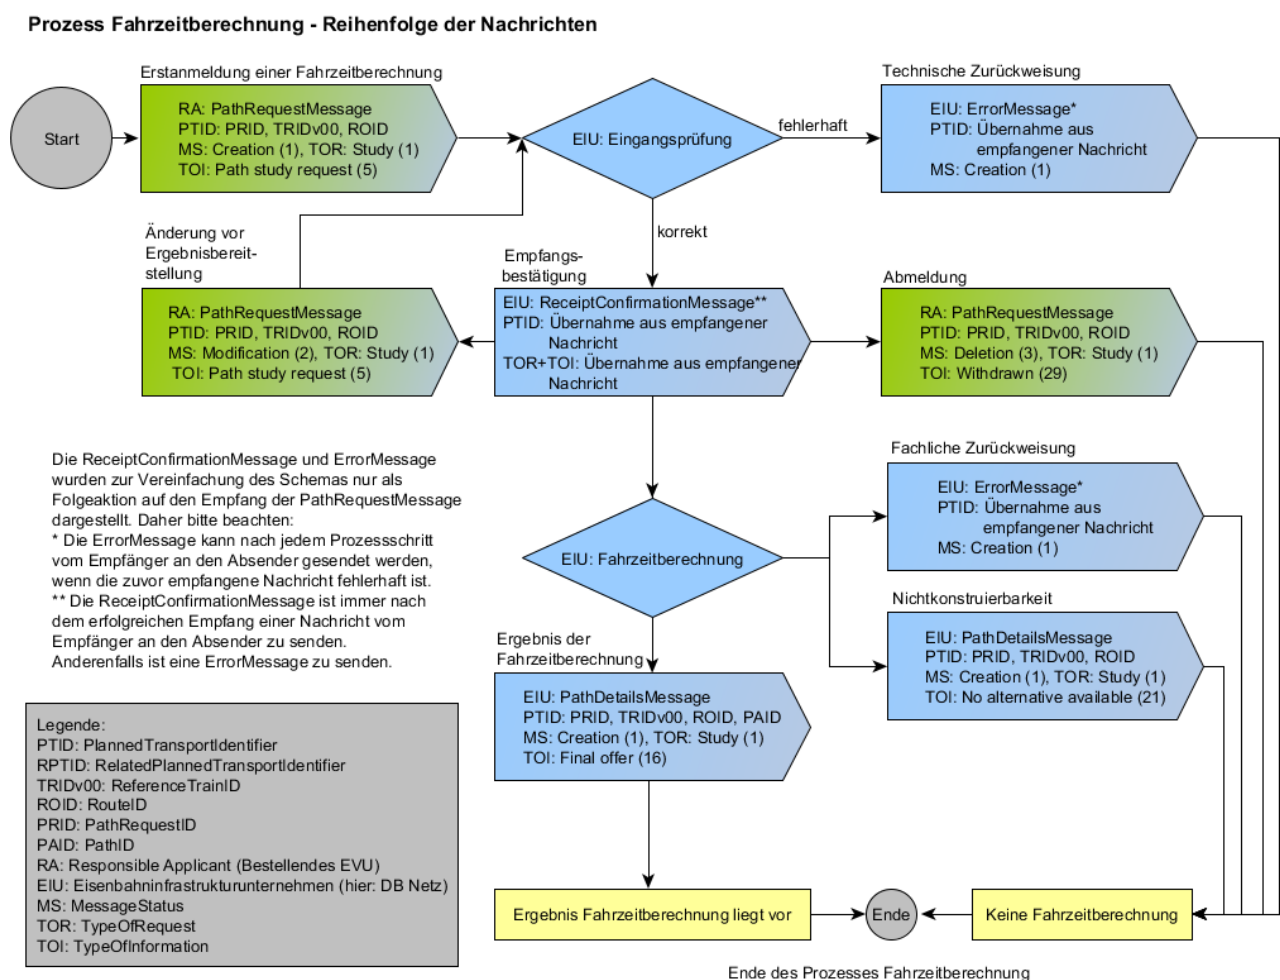 Prozess Fahrzeitberechnung - Reihenfolge der Nachrichten
Start
Erstanmeldung einer Fahrzeitberechnung
RA: PathRequestMessage
PTID: PRID, TRIDv00, ROID
MS: Creation (1), TOR: Study (1)
TOI: Path study request (5)
EIU: Eingangsprüfung
fehlerhaft
Technische Zurückweisung
EIU: ErrorMessage*
PTID: Übernahme aus
empfangener Nachricht
MS: Creation (1)
korrekt
Änderung vor
Ergebnisbereit-
stellung
RA: PathRequestMessage
PTID: PRID, TRIDv00, ROID
MS: Modification (2), TOR: Study (1)
TOI: Path study request (5)
Empfangs-
bestätigung
EIU: ReceiptConfirmationMessage**
PTID: Übernahme aus empfangener
Nachricht
TOR+TOI: Übernahme aus empfangener
Nachricht
Abmeldung
RA: PathRequestMessage
PTID: PRID, TRIDv00, ROID
MS: Deletion (3), TOR: Study (1)
TOI: Withdrawn (29)
Die ReceiptConfirmationMessage und ErrorMessage
wurden zur Vereinfachung des Schemas nur als
Folgeaktion auf den Empfang der PathRequestMessage
dargestellt. Daher bitte beachten:
* Die ErrorMessage kann nach jedem Prozessschritt
vom Empfänger an den Absender gesendet werden,
wenn die zuvor empfangene Nachricht fehlerhaft ist.
** Die ReceiptConfirmationMessage ist immer nach
dem erfolgreichen Empfang einer Nachricht vom
Empfänger an den Absender zu senden.
Anderenfalls ist eine ErrorMessage zu senden.
EIU: Fahrzeitberechnung
Fachliche Zurückweisung
EIU: ErrorMessage*
PTID: Übernahme aus
empfangener Nachricht
MS: Creation (1)
Nichtkonstruierbarkeit
EIU: PathDetailsMessage
PTID: PRID, TRIDv00, ROID
MS: Creation (1), TOR: Study (1)
TOI: No alternative available (21)
Ergebnis der
Fahrzeitberechnung
EIU: PathDetailsMessage
PTID: PRID, TRIDv00, ROID, PAID
MS: Creation (1), TOR: Study (1)
TOI: Final offer (16)
Legende:
PTID: PlannedTransportIdentifier
RPTID: RelatedPlannedTransportIdentifier
TRIDv00: ReferenceTrainID
ROID: RouteID
PRID: PathRequestID
PAID: PathID
RA: Responsible Applicant (Bestellendes EVU)
EIU: Eisenbahninfrastrukturunternehmen (hier: DB Netz)
MS: MessageStatus
TOR: TypeOfRequest
TOI: TypeOfInformation
Ergebnis Fahrzeitberechnung liegt vor
Ende
Keine Fahrzeitberechnung
Ende des Prozesses Fahrzeitberechnung